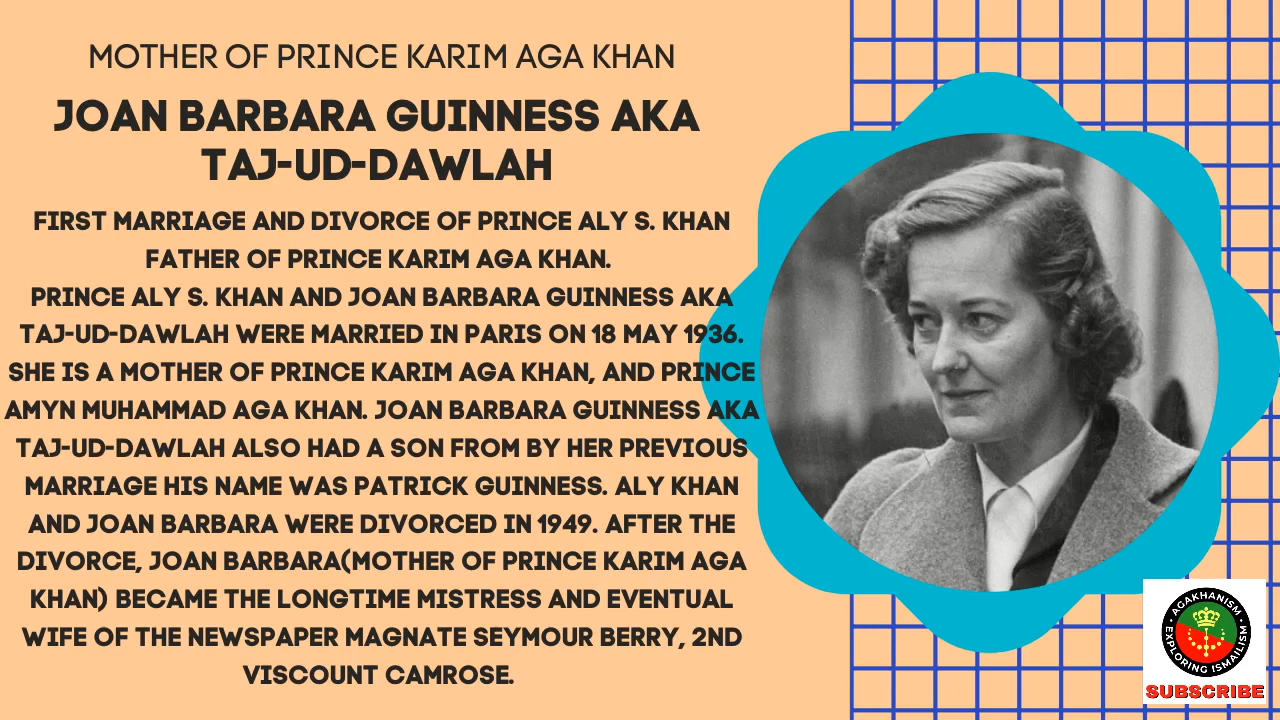 MOTHER OF PRINCE KARIM AGA KHAN
JOAN BARBARA GUINNESS AKA
TAJ-UD-DAWLAH
FIRST MARRIAGE AND DIVORCE OF PRINCE ALY S. KHAN
FATHER OF PRINCE KARIM AGA KHAN.
PRINCE ALY S. KHAN AND JOAN BARBARA GUINNESS AKA
TAJ-UD-DAWLAH WERE MARRIED IN PARIS ON 18 MAY 1936.
SHE IS A MOTHER OF PRINCE KARIM AGA KHAN, AND PRINCE
AMYN MUHAMMAD AGA KHAN. JOAN BARBARA GUINNESS AKA
TAJ-UD-DAWLAH ALSO HAD A SON FROM BY HER PREVIOUS
MARRIAGE HIS NAME WAS PATRICK GUINNESS. ALY KHAN
AND JOAN BARBARA WERE DIVORCED IN 1949. AFTER THE
DIVORCE, JOAN BARBARA(MOTHER OF PRINCE KARIM AGA
KHAN) BECAME THE LONGTIME MISTRESS AND EVENTUAL
WIFE OF THE NEWSPAPER MAGNATE SEYMOUR BERRY, 2ND
VISCOUNT CAMROSE.
• AGAKHANISM •
EXPLORING ISMAILISM
SUBSCRIBE